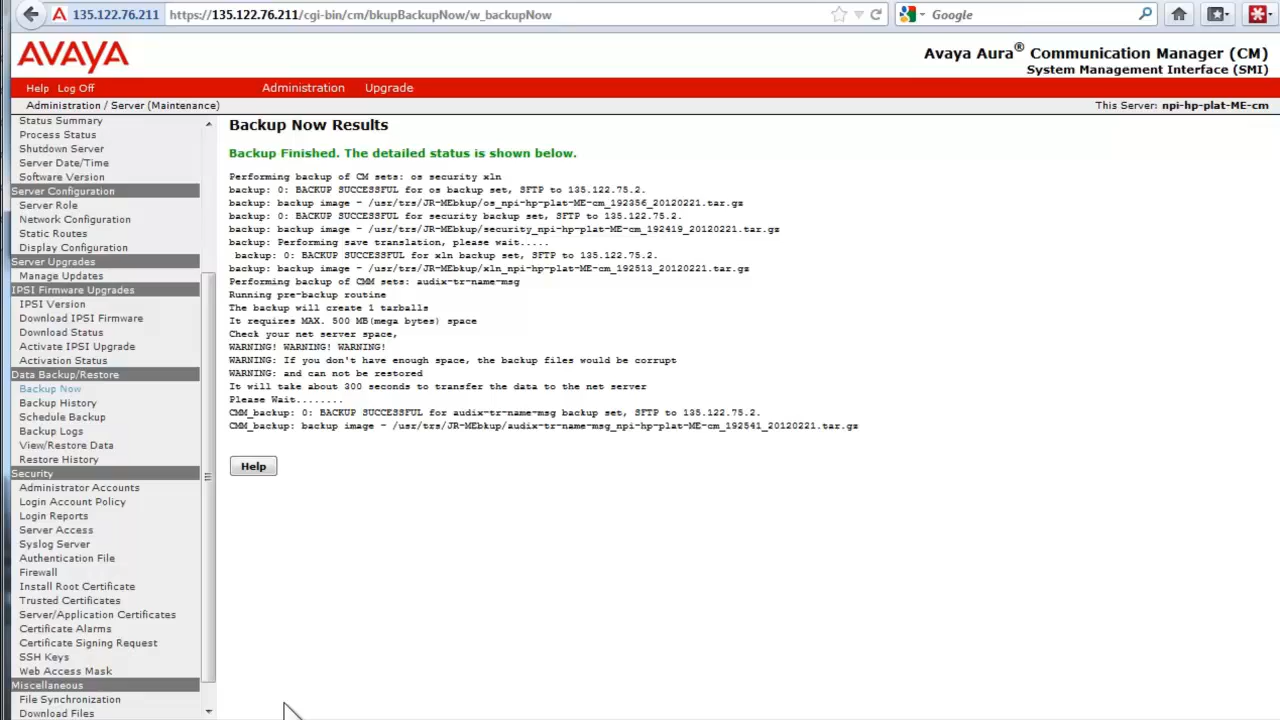 135.122.76.211 https://135.122.76.211/cgi-bin/cm/bkupBackupNow/w_backupNow Google
AVAYA
Avaya Aura® Communication Manager (CM)
System Management Interface (SMI)
Help Log Off Administration Upgrade
Administration / Server (Maintenance) This Server: npi-hp-plat-ME-cm
Status Summary
Process Status
Shutdown Server
Server Date/Time
Software Version
Server Configuration
Server Role
Network Configuration
Static Routes
Display Configuration
Server Upgrades
Manage Updates
IPSI Firmware Upgrades
IPSI Version
Download IPSI Firmware
Download Status
Activate IPSI Upgrade
Activation Status
Data Backup/Restore
Backup Now
Backup History
Schedule Backup
Backup Logs
View/Restore Data
Restore History
Security
Administrator Accounts
Login Account Policy
Login Reports
Server Access
Syslog Server
Authentication File
Firewall
Install Root Certificate
Trusted Certificates
Server/Application Certificates
Certificate Alarms
Certificate Signing Request
SSH Keys
Web Access Mask
Miscellaneous
File Synchronization
Download Files
Backup Now Results
Backup Finished. The detailed status is shown below.
Performing backup of CM sets: os security xln
backup: 0: BACKUP SUCCESSFUL for os backup set, SFTP to 135.122.75.2.
backup: backup image - /usr/trs/JR-MEbkup/os_npi-hp-plat-ME-cm_192356_20120221.tar.gz
backup: 0: BACKUP SUCCESSFUL for security backup set, SFTP to 135.122.75.2.
backup: backup image - /usr/trs/JR-MEbkup/security_npi-hp-plat-ME-cm_192419_20120221.tar.gz
backup: Performing save translation, please wait.....
backup: 0: BACKUP SUCCESSFUL for xln backup set, SFTP to 135.122.75.2.
backup: backup image - /usr/trs/JR-MEbkup/xln_npi-hp-plat-ME-cm_192513_20120221.tar.gz
Performing backup of CMM sets: audix-tr-name-msg
Running pre-backup routine
The backup will create 1 tarballs
It requires MAX. 500 MB(mega bytes) space
Check your net server space,
WARNING! WARNING! WARNING!
WARNING: If you don't have enough space, the backup files would be corrupt
WARNING: and can not be restored
It will take about 300 seconds to transfer the data to the net server
Please Wait........
CMM_backup: 0: BACKUP SUCCESSFUL for audix-tr-name-msg backup set, SFTP to 135.122.75.2.
CMM_backup: backup image - /usr/trs/JR-MEbkup/audix-tr-name-msg_npi-hp-plat-ME-cm_192541_20120221.tar.gz
Help